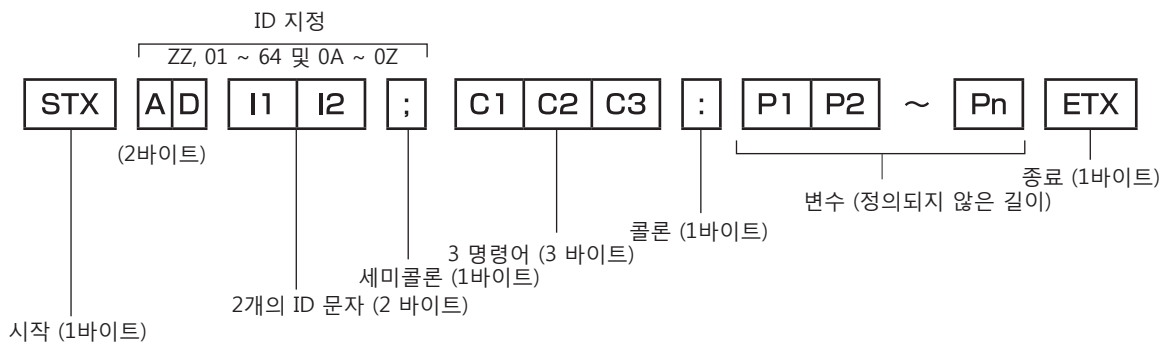 ID 지정
ZZ, 01 ~ 64 및 0A ~ 0Z
STX A D I1 I2 ; C1 C2 C3 : P1 P2 ~ Pn ETX
(2바이트)
종료 (1바이트)
변수 (정의되지 않은 길이)
콜론 (1바이트)
3 명령어 (3 바이트)
세미콜론 (1바이트)
2개의 ID 문자 (2 바이트)
시작 (1바이트)